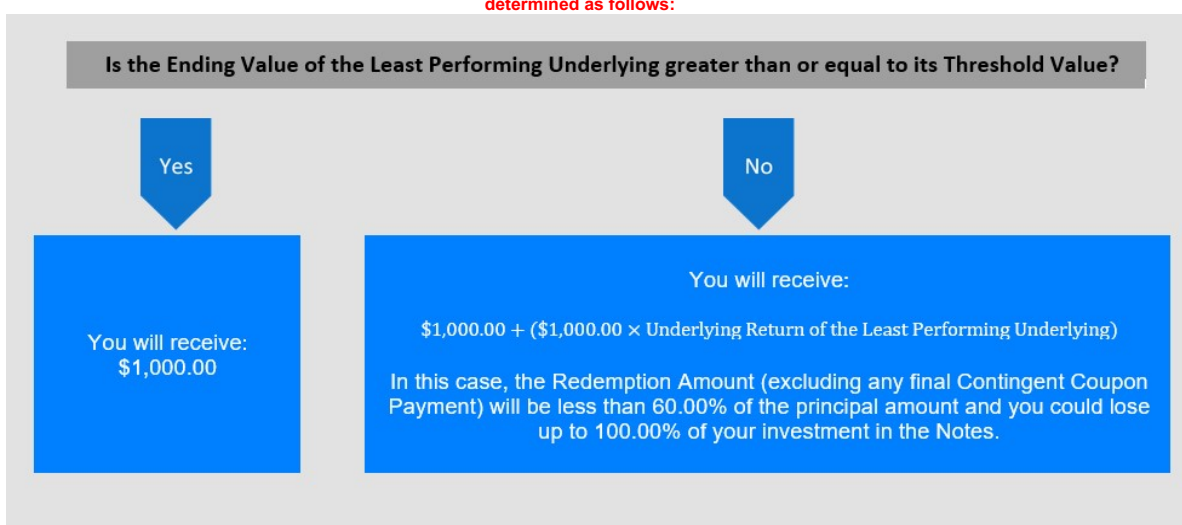 determined as follows:
Is the Ending Value of the Least Performing Underlying greater than or equal to its Threshold Value?
Yes
No
You will receive:
$1,000.00
You will receive:
$1,000.00 + ($1,000.00 × Underlying Return of the Least Performing Underlying)
In this case, the Redemption Amount (excluding any final Contingent Coupon
Payment) will be less than 60.00% of the principal amount and you could lose
up to 100.00% of your investment in the Notes.